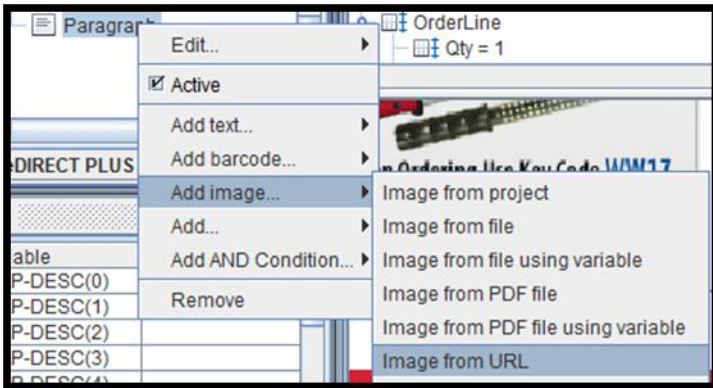 Paragraph
OrderLine
Qty = 1
Edit...
Active
Add text...
Add barcode...
Add image...
Add...
Add AND Condition...
Remove
DIRECT PLUS
Ordering Use Key Code WW17
Image from project
Image from file
Image from file using variable
Image from PDF file
Image from PDF file using variable
Image from URL
able
P-DESC(0)
P-DESC(1)
P-DESC(2)
P-DESC(3)